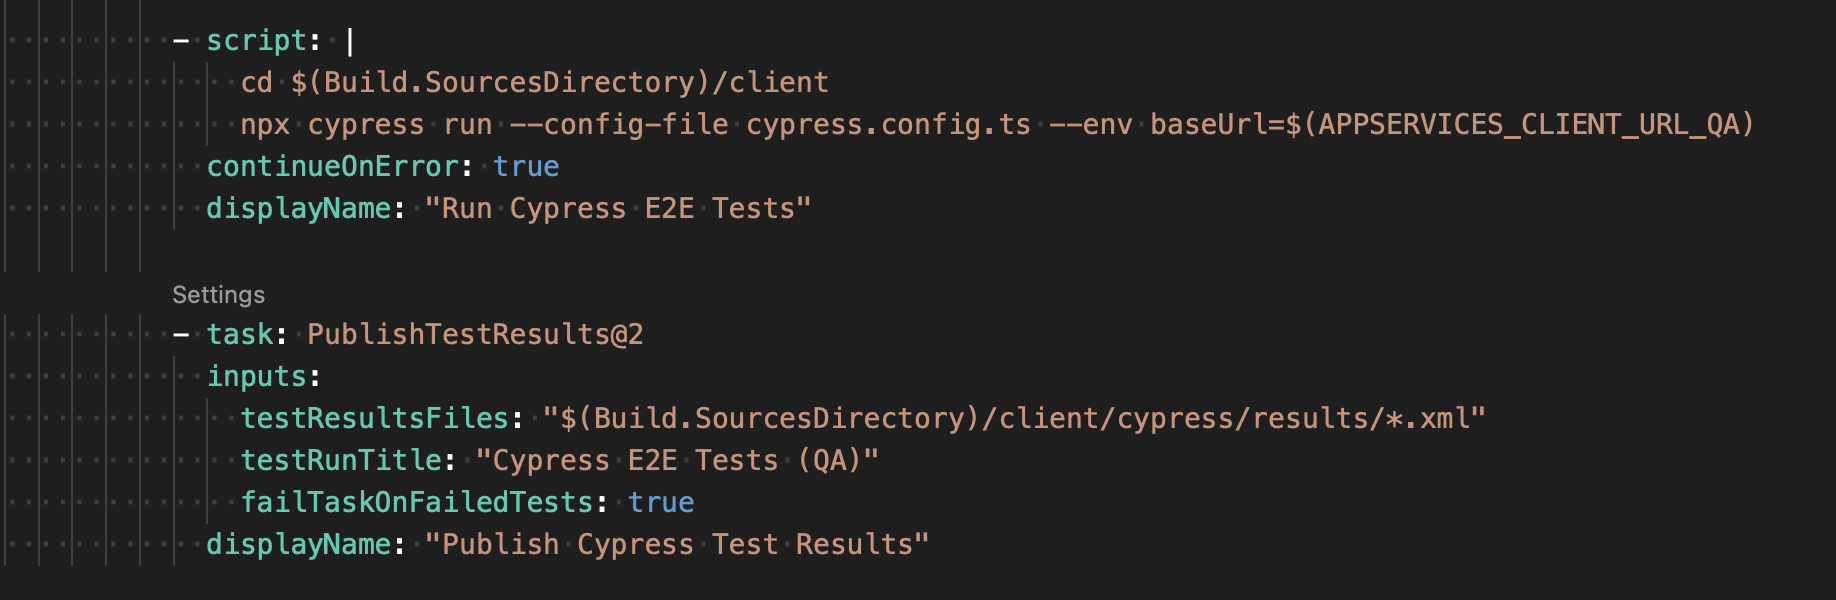 - script: |
cd $(Build.SourcesDirectory)/client
npx cypress run --config-file cypress.config.ts --env baseUrl=$(APPSERVICES_CLIENT_URL_QA)
continueOnError: true
displayName: "Run Cypress E2E Tests"
Settings
- task: PublishTestResults@2
inputs:
testResultsFiles: "$(Build.SourcesDirectory)/client/cypress/results/*.xml"
testRunTitle: "Cypress E2E Tests (QA)"
failTaskOnFailedTests: true
displayName: "Publish Cypress Test Results"